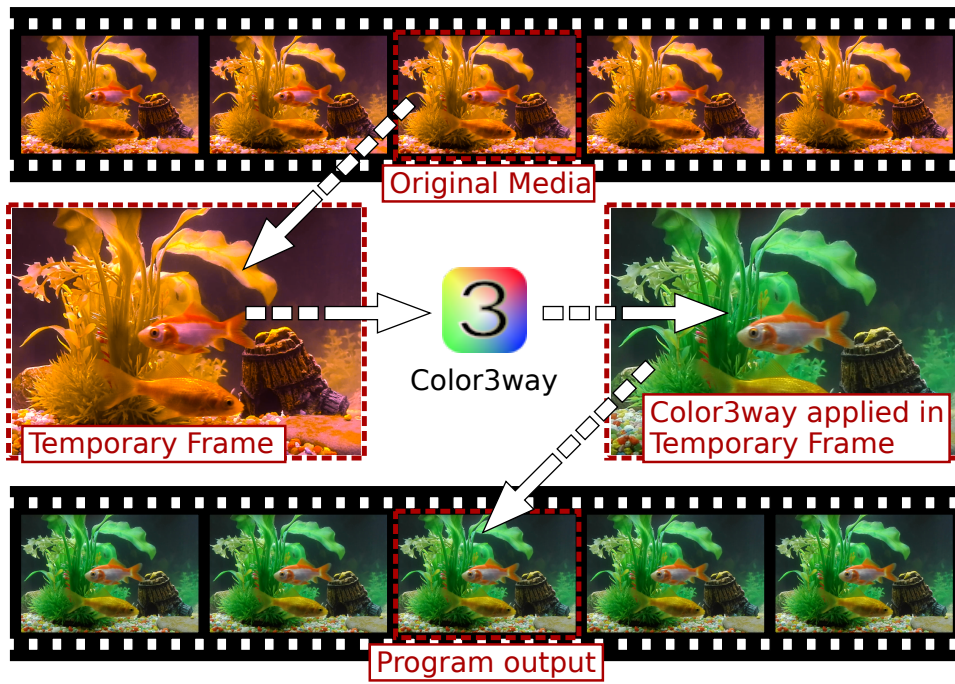 Original Media
3
Color3way
Temporary Frame
Color3way applied in
Temporary Frame
Program output